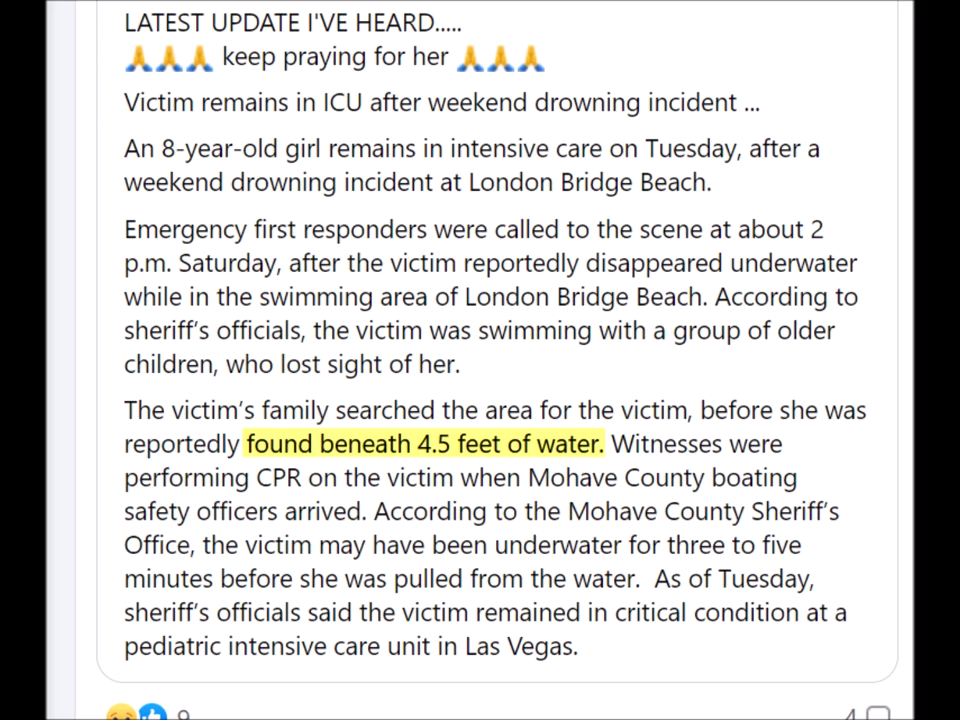 LATEST UPDATE I'VE HEARD.....
🙏🙏🙏 keep praying for her 🙏🙏🙏
Victim remains in ICU after weekend drowning incident ...
An 8-year-old girl remains in intensive care on Tuesday, after a
weekend drowning incident at London Bridge Beach.
Emergency first responders were called to the scene at about 2
p.m. Saturday, after the victim reportedly disappeared underwater
while in the swimming area of London Bridge Beach. According to
sheriff’s officials, the victim was swimming with a group of older
children, who lost sight of her.
The victim’s family searched the area for the victim, before she was
reportedly found beneath 4.5 feet of water. Witnesses were
performing CPR on the victim when Mohave County boating
safety officers arrived. According to the Mohave County Sheriff’s
Office, the victim may have been underwater for three to five
minutes before she was pulled from the water.  As of Tuesday,
sheriff’s officials said the victim remained in critical condition at a
pediatric intensive care unit in Las Vegas.
9 4